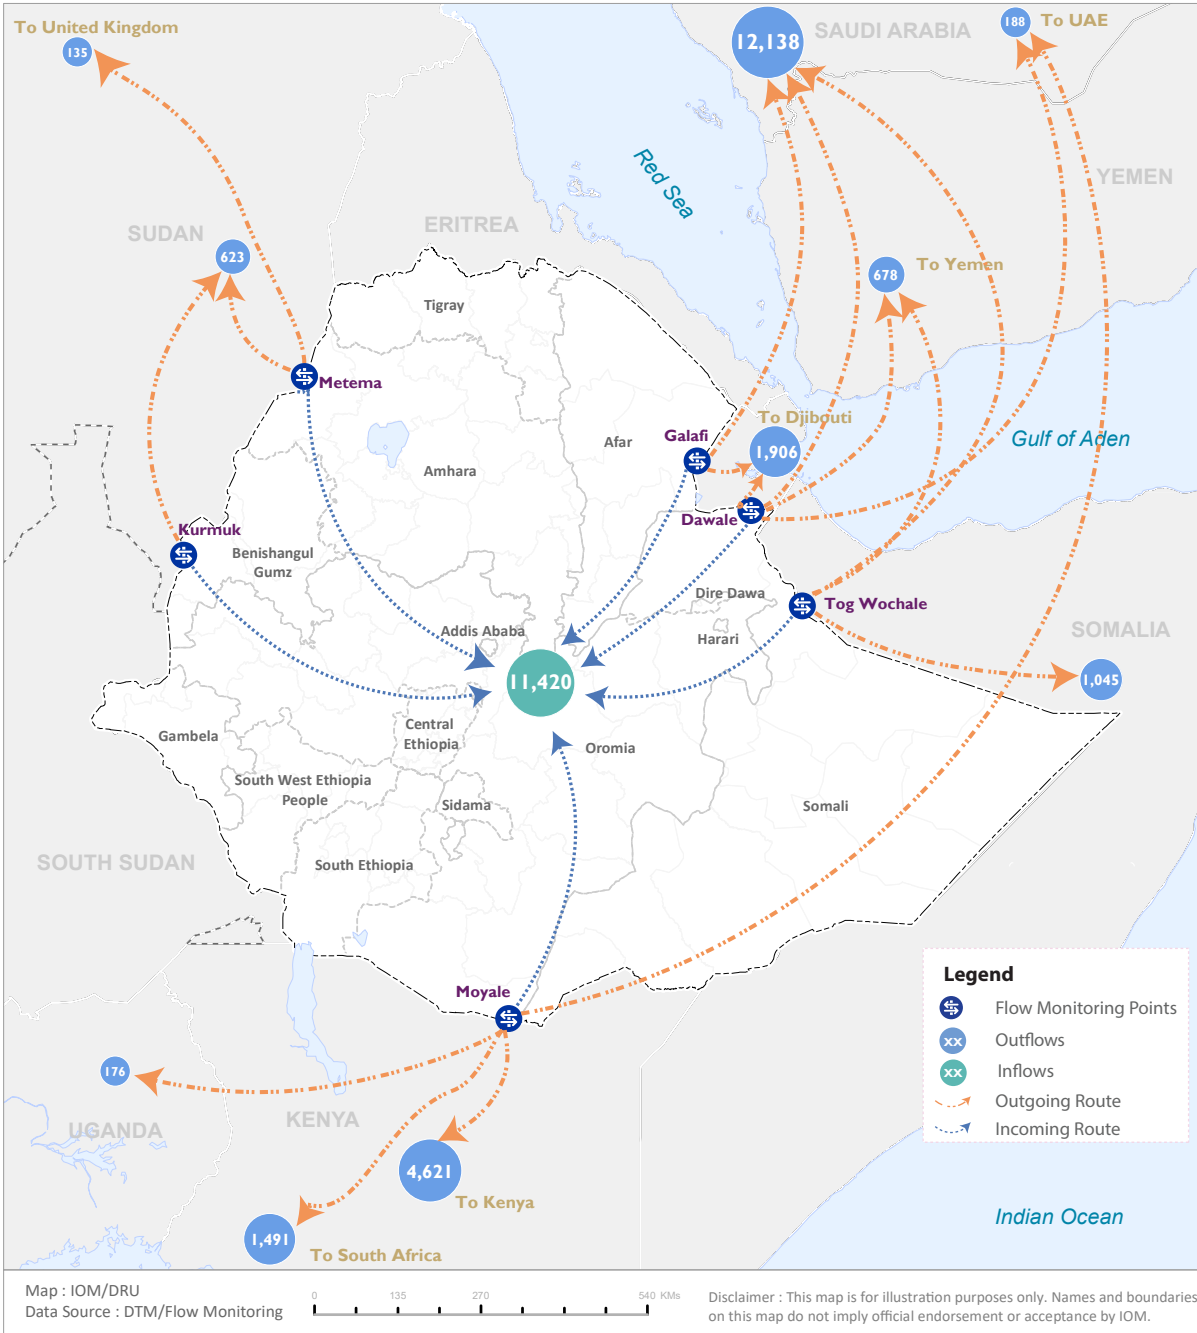 To United Kingdom
135
12,138
SAUDI ARABIA
188
To UAE
Red Sea
YEMEN
ERITREA
SUDAN
623
To Yemen
678
Tigray
Metema
To Djibouti
Galafi
1,906
Afar
Gulf of Aden
Amhara
Dawale
Kurmuk
Benishangul
Gumz
Dire Dawa
Tog Wochale
Addis Ababa
Harari
SOMALIA
11,420
1,045
Gambela
Central
Ethiopia
Oromia
South West Ethiopia
People
Sidama
Somali
SOUTH SUDAN
South Ethiopia
Moyale
176
UGANDA
KENYA
4,621
To Kenya
1,491
To South Africa
Indian Ocean
Legend
Flow Monitoring Points
xx Outflows
xx Inflows
Outgoing Route
Incoming Route
Map : IOM/DRU
Data Source : DTM/Flow Monitoring
0 135 270 540 KMs
Disclaimer : This map is for illustration purposes only. Names and boundaries
on this map do not imply official endorsement or acceptance by IOM.